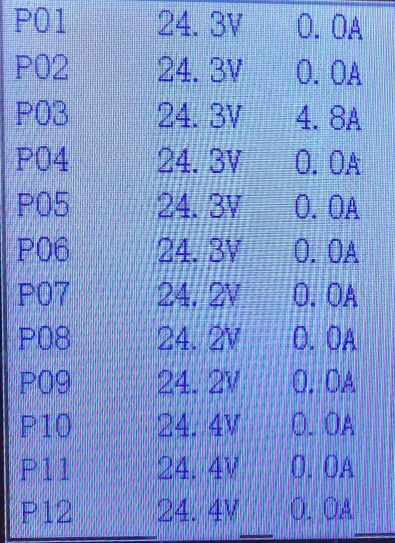 P01 24.3V 0.0A
P02 24.3V 0.0A
P03 24.3V 4.8A
P04 24.3V 0.0A
P05 24.3V 0.0A
P06 24.3V 0.0A
P07 24.2V 0.0A
P08 24.2V 0.0A
P09 24.2V 0.0A
P10 24.4V 0.0A
P11 24.4V 0.0A
P12 24.4V 0.0A